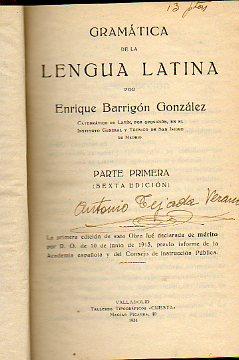 13 ptas
GRAMÁTICA
DE LA
LENGUA LATINA
POR
Enrique Barrigón González
CATEDRÁTICO DE LATÍN, POR OPOSICIÓN, EN EL
INSTITUTO GENERAL Y TÉCNICO DE SAN ISIDRO
DE MADRID.
PARTE PRIMERA
(SEXTA EDICIÓN)
Antonio Tejada Verano
La primera edición de esta Obra fué declarada de mérito
por R. O. de 10 de Junio de 1913, previo informe de la
Academia española y del Consejo de Instrucción Pública.
VALLADOLID
TALLERES TIPOGRÁFICOS «CUESTA»
MACÍAS PICAVEA, 40
1924